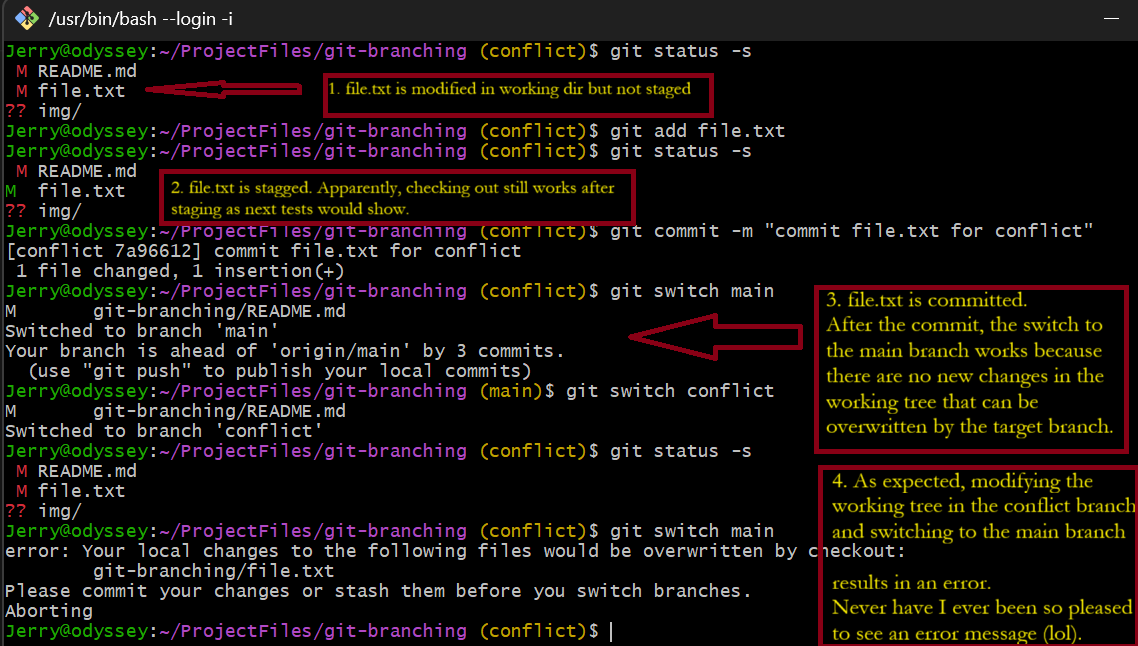 /usr/bin/bash --login -i
Jerry@odyssey:~/ProjectFiles/git-branching (conflict)$ git status -s
M README.md
M file.txt
1. file.txt is modified in working dir but not staged
?? img/
Jerry@odyssey:~/ProjectFiles/git-branching (conflict)$ git add file.txt
Jerry@odyssey:~/ProjectFiles/git-branching (conflict)$ git status -s
M README.md
M file.txt
?? img/
2. file.txt is stagged. Apparently, checking out still works after
staging as next tests would show.
Jerry@odyssey:~/ProjectFiles/git-branching (conflict)$ git commit -m "commit file.txt for conflict"
[conflict 7a96612] commit file.txt for conflict
1 file changed, 1 insertion(+)
Jerry@odyssey:~/ProjectFiles/git-branching (conflict)$ git switch main
M git-branching/README.md
Switched to branch 'main'
Your branch is ahead of 'origin/main' by 3 commits.
(use "git push" to publish your local commits)
3. file.txt is committed.
After the commit, the switch to
the main branch works because
there are no new changes in the
working tree that can be
overwritten by the target branch.
Jerry@odyssey:~/ProjectFiles/git-branching (main)$ git switch conflict
M git-branching/README.md
Switched to branch 'conflict'
Jerry@odyssey:~/ProjectFiles/git-branching (conflict)$ git status -s
M README.md
M file.txt
?? img/
Jerry@odyssey:~/ProjectFiles/git-branching (conflict)$ git switch main
error: Your local changes to the following files would be overwritten by checkout:
git-branching/file.txt
Please commit your changes or stash them before you switch branches.
Aborting
Jerry@odyssey:~/ProjectFiles/git-branching (conflict)$
4. As expected, modifying the
working tree in the conflict branch
and switching to the main branch
results in an error.
Never have I ever been so pleased
to see an error message (lol).